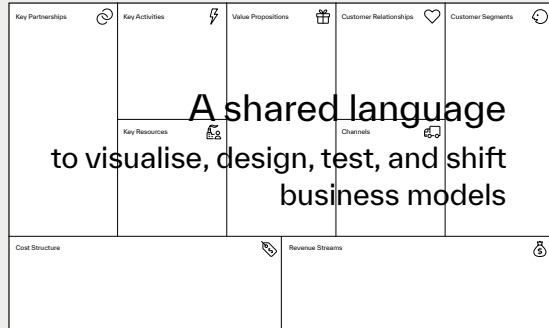 Key Partnerships
Key Activities
Value Propositions
Customer Relationships
Customer Segments
A shared language
Key Resources
Channels
to visualise, design, test, and shift
business models
Cost Structure
Revenue Streams